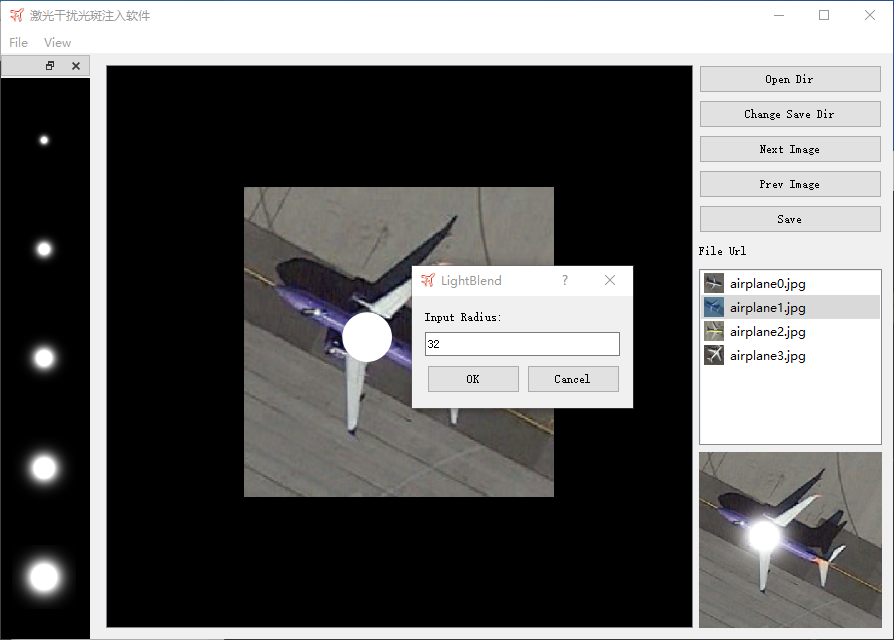 激光干扰光斑注入软件
File View
Open Dir
Change Save Dir
Next Image
Prev Image
Save
File Url
airplane0.jpg
airplane1.jpg
airplane2.jpg
airplane3.jpg
LightBlend ?
Input Radius:
32
OK Cancel